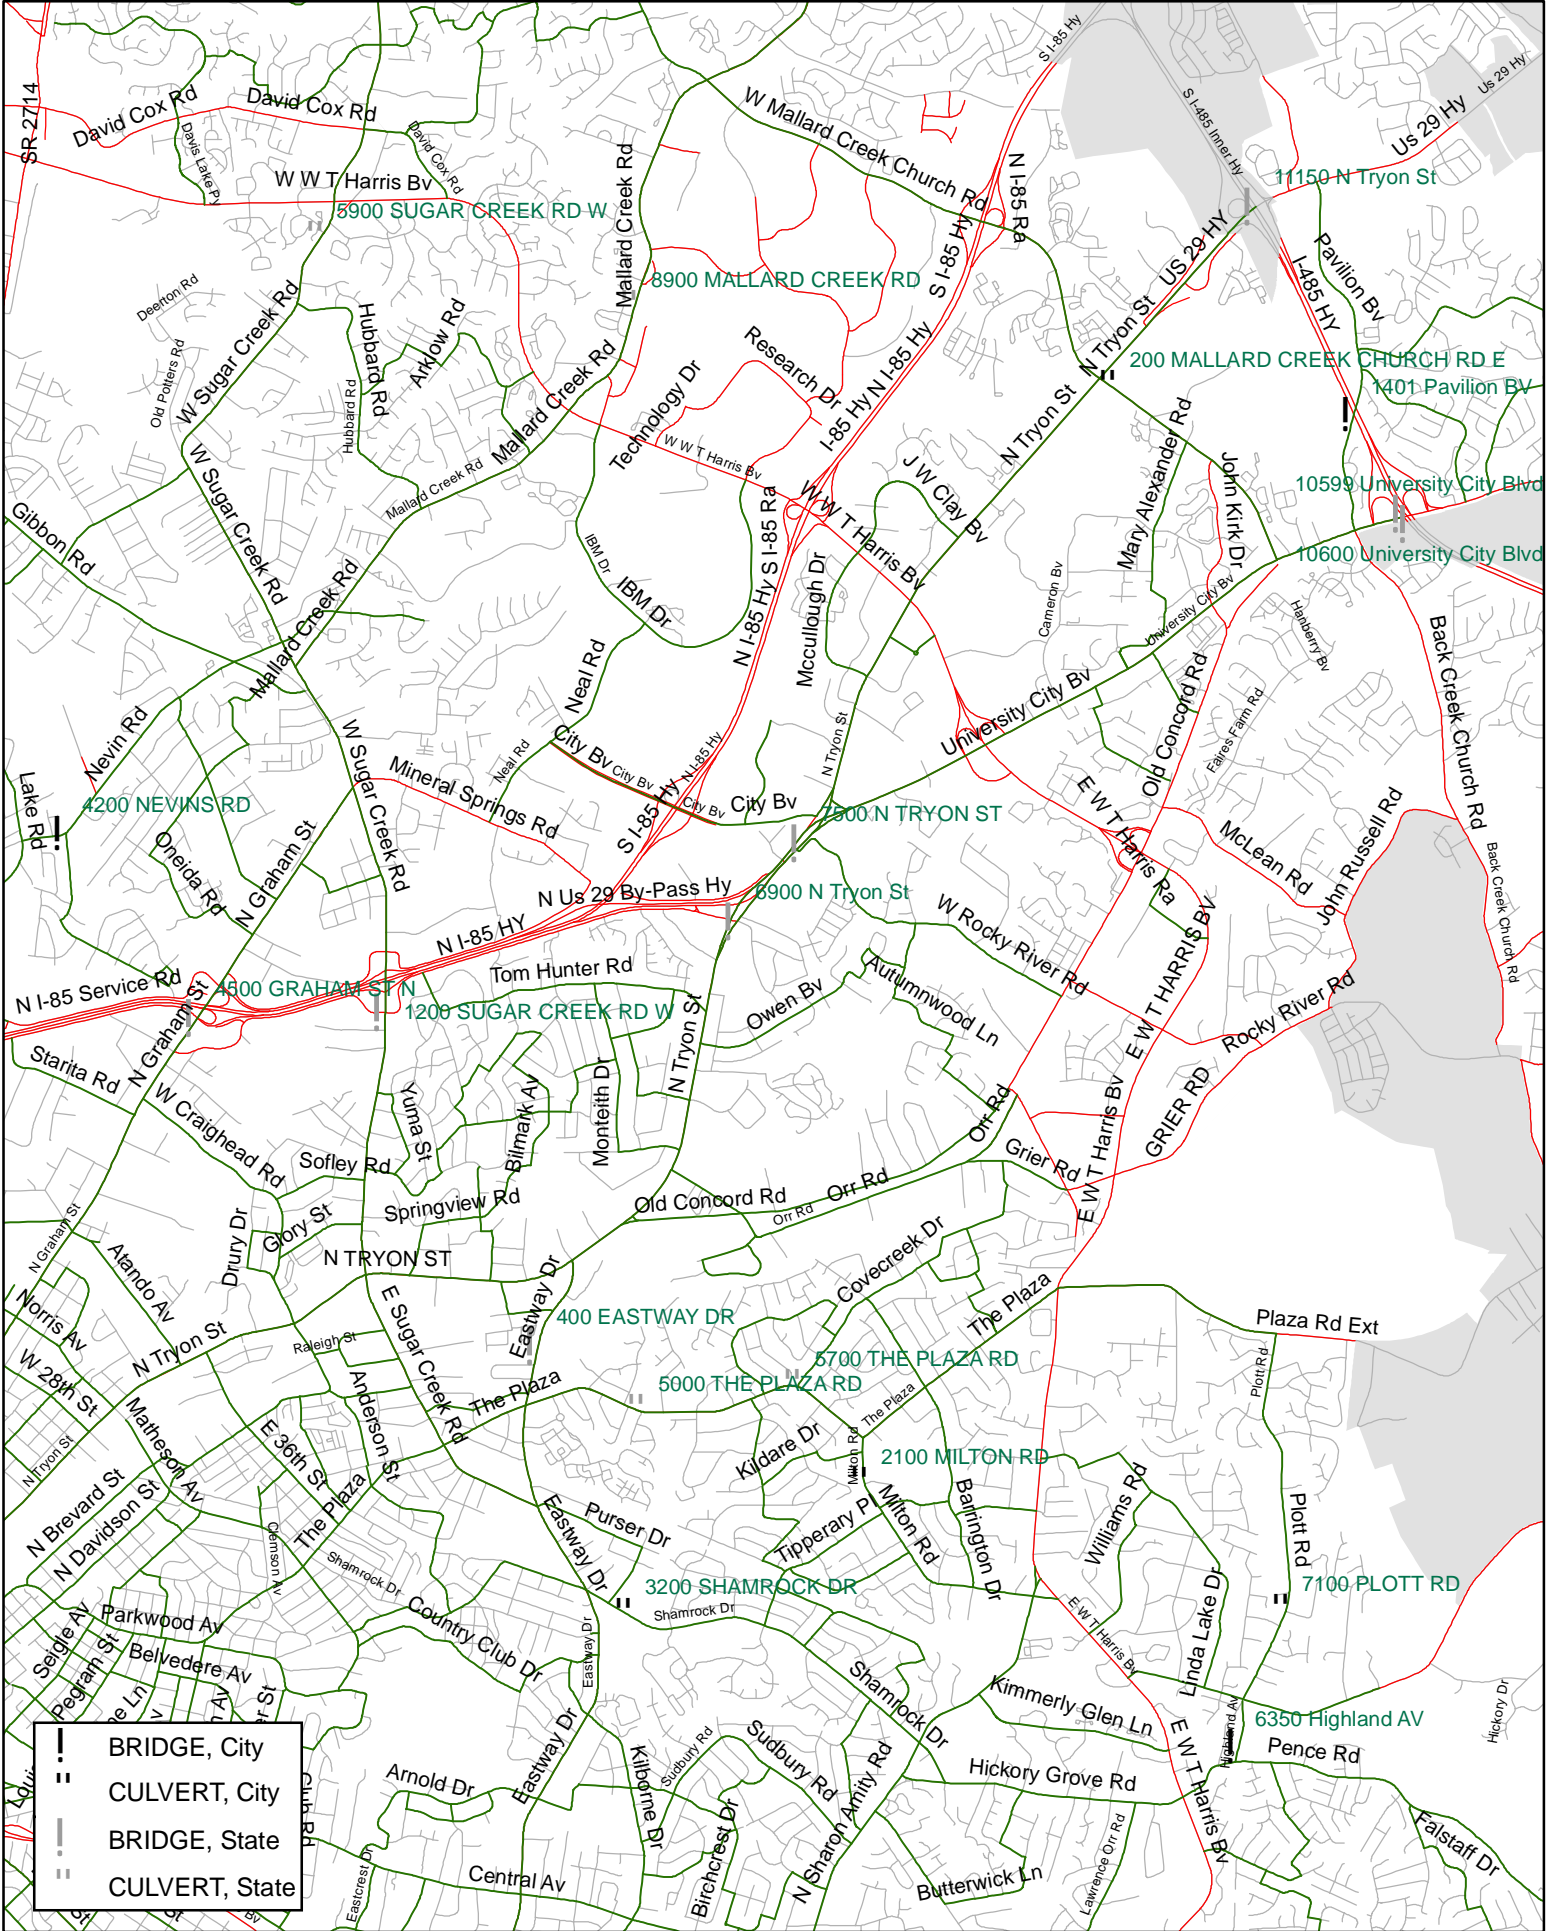 S I-85 Hy
Us 29 Hy
SR 2714
David Cox Rd
David Cox Rd
W Mallard Creek Church Rd
S I-485 Inner Hy
Us 29 Hy
David Cox Rd
Davis Lake Py
W W T Harris Bv
Mallard Creek Rd
N I-85 Ra
11150 N Tryon St
5900 SUGAR CREEK RD W
US 29 HY
Pavilion Bv
S I-85 Hy
I-485 HY
8900 MALLARD CREEK RD
Deerton Rd
W Sugar Creek Rd
Hubbard Rd
Arklow Rd
Old Potters Rd
Hubbard Rd
Mallard Creek Rd
Research Dr
Technology Dr
I-85 Hy N I-85 Hy
N Tryon St
N Tryon St
200 MALLARD CREEK CHURCH RD E
1401 Pavilion BV
W Sugar Creek Rd
Mallard Creek Rd
W W T Harris Bv
W W T Harris Bv
J W Clay Bv
Mary Alexander Rd
John Kirk Dr
10599 University City Blvd
10600 University City Blvd
Gibbon Rd
N I-85 Hy S I-85 Ra
IBM Dr
IBM Dr
Mccullough Dr
Cameron Bv
University City Bv
Hanberry Bv
Back Creek Church Rd
Mallard Creek Rd
Neal Rd
Neal Rd
Nevin Rd
W Sugar Creek Rd
City Bv
City Bv
City Bv
City Bv
N I-85 Hy
N Tryon St
University City Bv
Old Concord Rd
Faires Farm Rd
Lake Rd
4200 NEVINS RD
Mineral Springs Rd
S I-85 Hy
7500 N TRYON ST
E W T Harris Ra
McLean Rd
John Russell Rd
Back Creek Church Rd
Oneida Rd
N Graham St
N Us 29 By-Pass Hy
6900 N Tryon St
W Rocky River Rd
E W T HARRIS BV
N I-85 HY
N I-85 Service Rd
4500 GRAHAM ST N
Tom Hunter Rd
1200 SUGAR CREEK RD W
Owen Bv
Autumnwood Ln
Rocky River Rd
N Graham St
Starita Rd
N Tryon St
W Craighead Rd
Yuma St
Bilmark Av
Monteith Dr
Orr Rd
E W T Harris Bv
GRIER RD
Grier Rd
Sofley Rd
Springview Rd
Old Concord Rd
Orr Rd
Orr Rd
N Graham St
Atando Av
Drury Dr
Glory St
N TRYON ST
Eastway Dr
Covecreek Dr
The Plaza
Norris Av
N Tryon St
Raleigh St
E Sugar Creek Rd
400 EASTWAY DR
Plaza Rd Ext
Plott Rd
W 28th St
5700 THE PLAZA RD
5000 THE PLAZA RD
The Plaza
The Plaza
Matheson Av
E 36th St
Anderson St
Kildare Dr
Milton Rd
2100 MILTON RD
N Tryon St
N Brevard St
N Davidson St
The Plaza
Clemson Av
Eastway Dr
Purser Dr
Tipperary Pl
Milton Rd
Barrington Dr
Williams Rd
Plott Rd
Shamrock Dr
3200 SHAMROCK DR
Shamrock Dr
7100 PLOTT RD
Seigle Av
Parkwood Av
Pegram St
Belvedere Av
Country Club Dr
Eastway Dr
E W T Harris Bv
Linda Lake Dr
Shamrock Dr
Kimmerly Glen Ln
Highland Av
6350 Highland AV
Hickory Dr
Pence Rd
E W T Harris Bv
Eastway Dr
Kilborne Dr
Sudbury Rd
Sudbury Rd
N Sharon Amity Rd
Hickory Grove Rd
Arnold Dr
Birchcrest Dr
Lawrence Orr Rd
Falstaff Dr
Butterwick Ln
Central Av
Eastcrest Dr
BRIDGE, City
CULVERT, City
BRIDGE, State
CULVERT, State